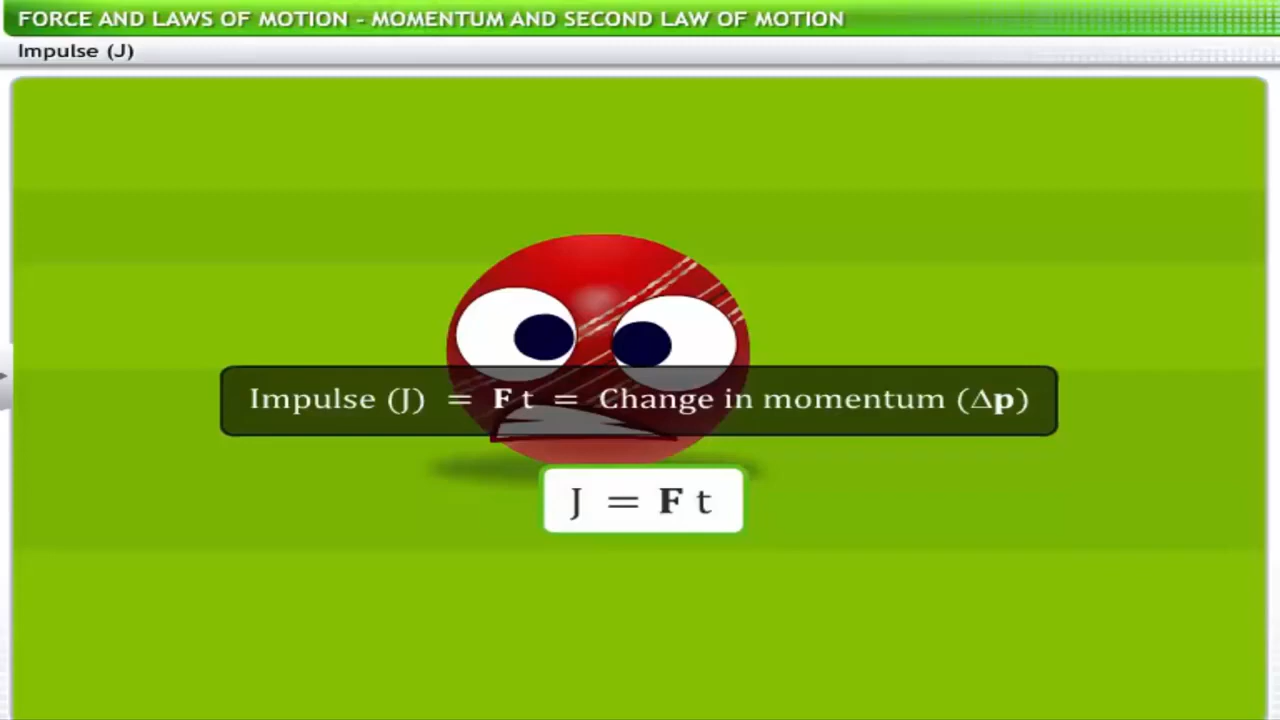 FORCE AND LAWS OF MOTION - MOMENTUM AND SECOND LAW OF MOTION
Impulse (J)
Impulse (J) = F t = Change in momentum (Δp)
J = F t